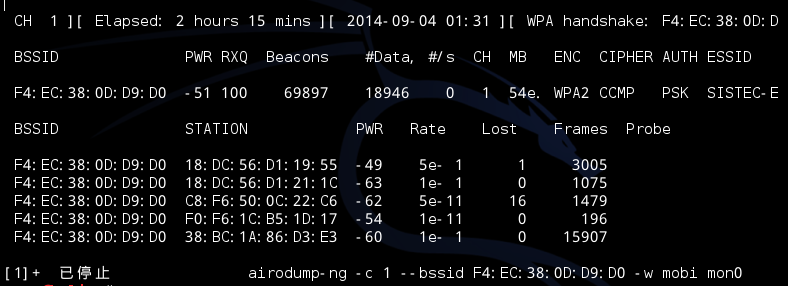 CH 1 ][ Elapsed: 2 hours 15 mins ][ 2014-09-04 01:31 ][ WPA handshake: F4:EC:38:0D:D
BSSID PWR RXQ Beacons #Data, #/s CH MB ENC CIPHER AUTH ESSID
F4:EC:38:0D:D9:D0 -51 100 69897 18946 0 1 54e. WPA2 CCMP PSK SISTEC-E
BSSID STATION PWR Rate Lost Frames Probe
F4:EC:38:0D:D9:D0 18:DC:56:D1:19:55 -49 5e- 1 1 3005
F4:EC:38:0D:D9:D0 18:DC:56:D1:21:1C -63 1e- 1 0 1075
F4:EC:38:0D:D9:D0 C8:F6:50:0C:22:C6 -62 5e-11 16 1479
F4:EC:38:0D:D9:D0 F0:F6:1C:B5:1D:17 -54 1e-11 0 196
F4:EC:38:0D:D9:D0 38:BC:1A:86:D3:E3 -60 1e- 1 0 15907
[1]+ 已停止 airodump-ng -c 1 --bssid F4:EC:38:0D:D9:D0 -w mobi mon0